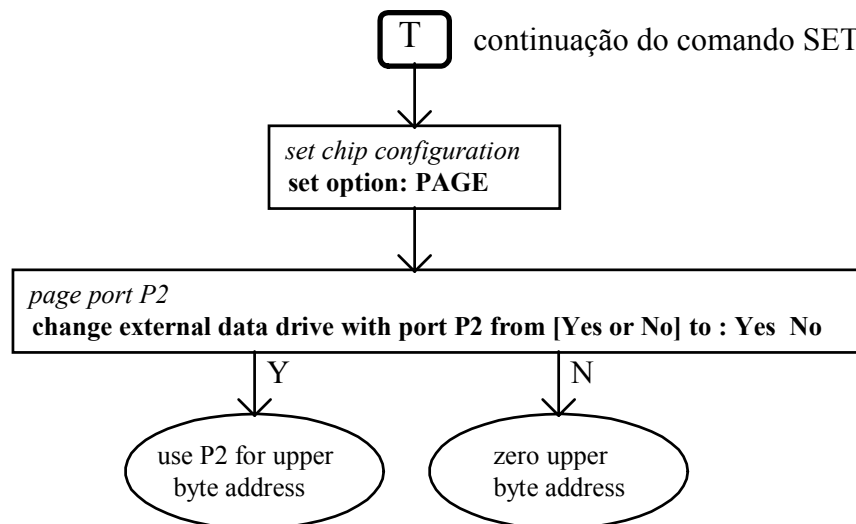 T continuação do comando SET
set chip configuration
set option: PAGE
page port P2
change external data drive with port P2 from [Yes or No] to : Yes No
Y N
use P2 for upper
byte address
zero upper
byte address